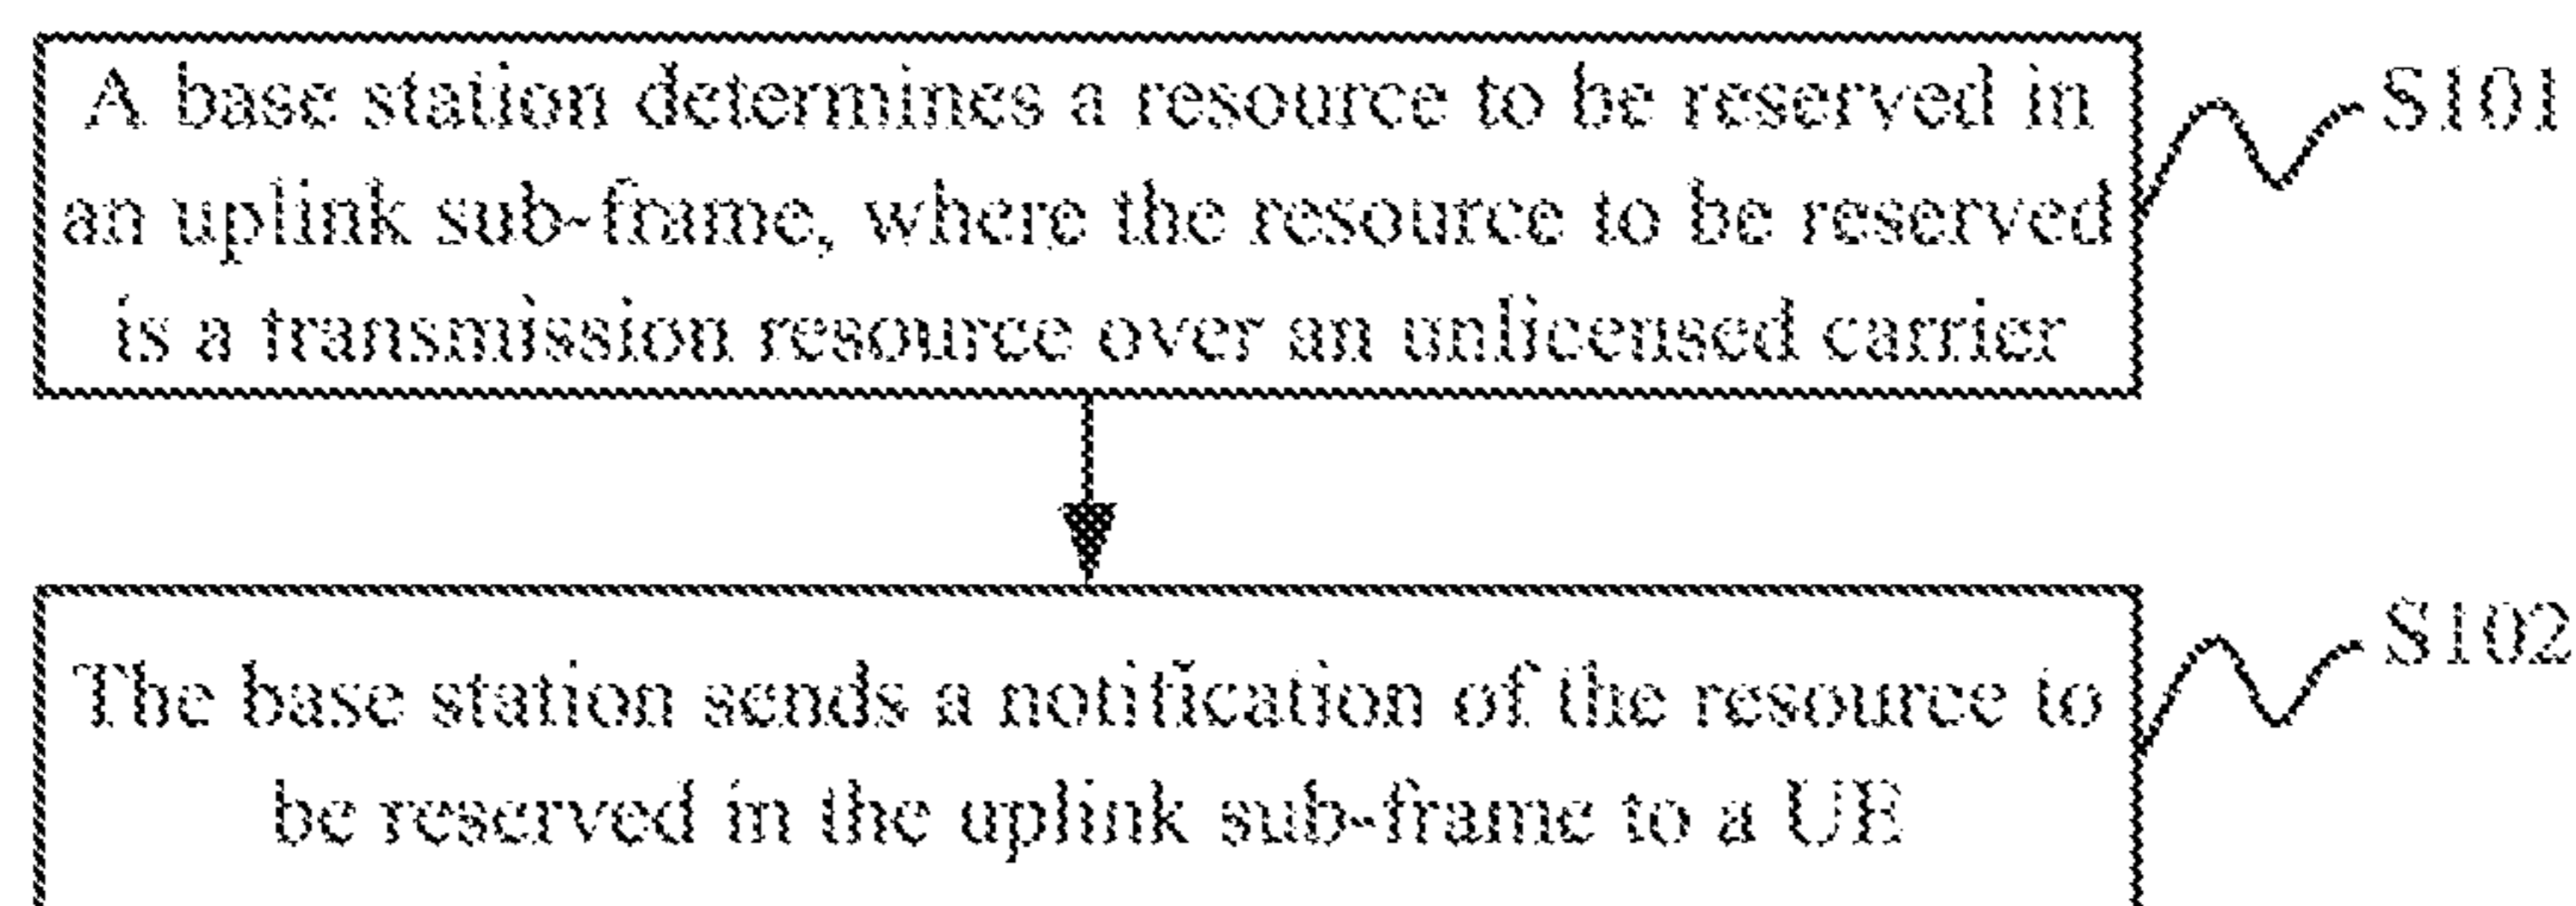 A base station determines a resource to be reserved in
an uplink sub-frame, where the resource to be reserved
is a transmission resource over an unlicensed carrier
S101
The base station sends a notification of the resource to
be reserved in the uplink sub-frame to a UE
S102